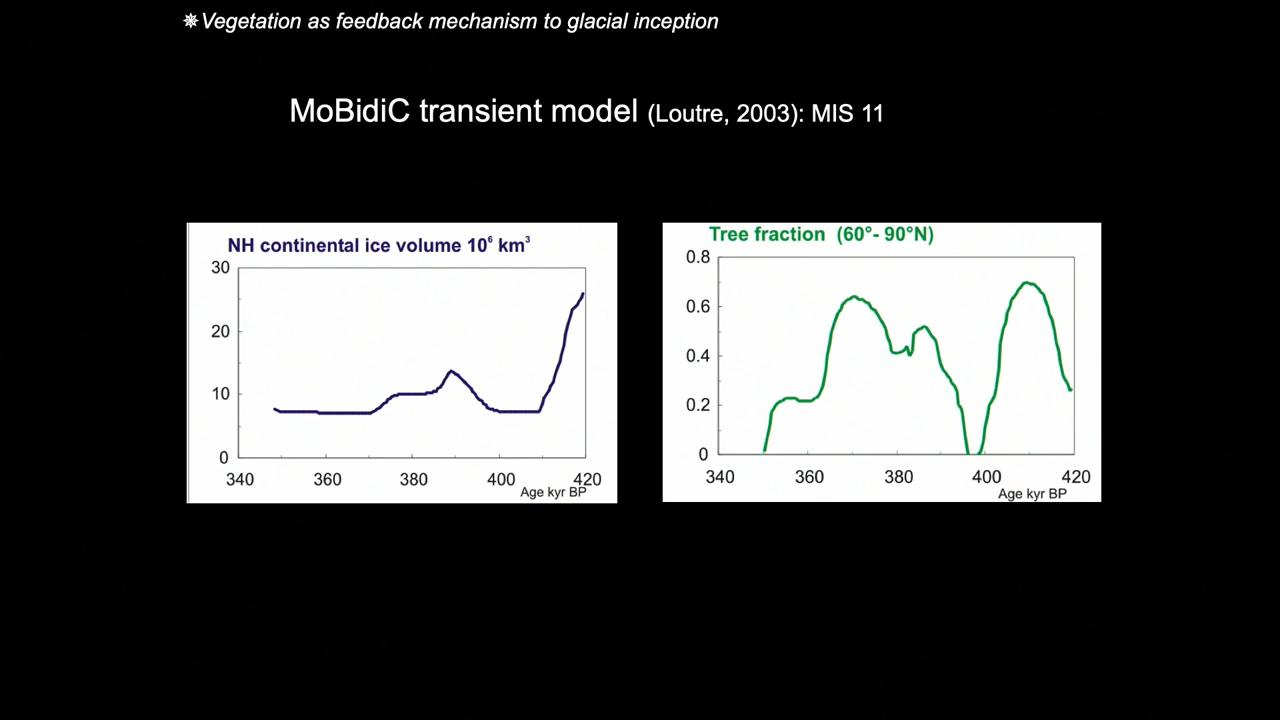 ✵Vegetation as feedback mechanism to glacial inception
MoBidiC transient model (Loutre, 2003): MIS 11
NH continental ice volume 10⁶ km³
30
20
10
0
340 360 380 400 420
Age kyr BP
Tree fraction (60°- 90°N)
0.8
0.6
0.4
0.2
0
340 360 380 400 420
Age kyr BP